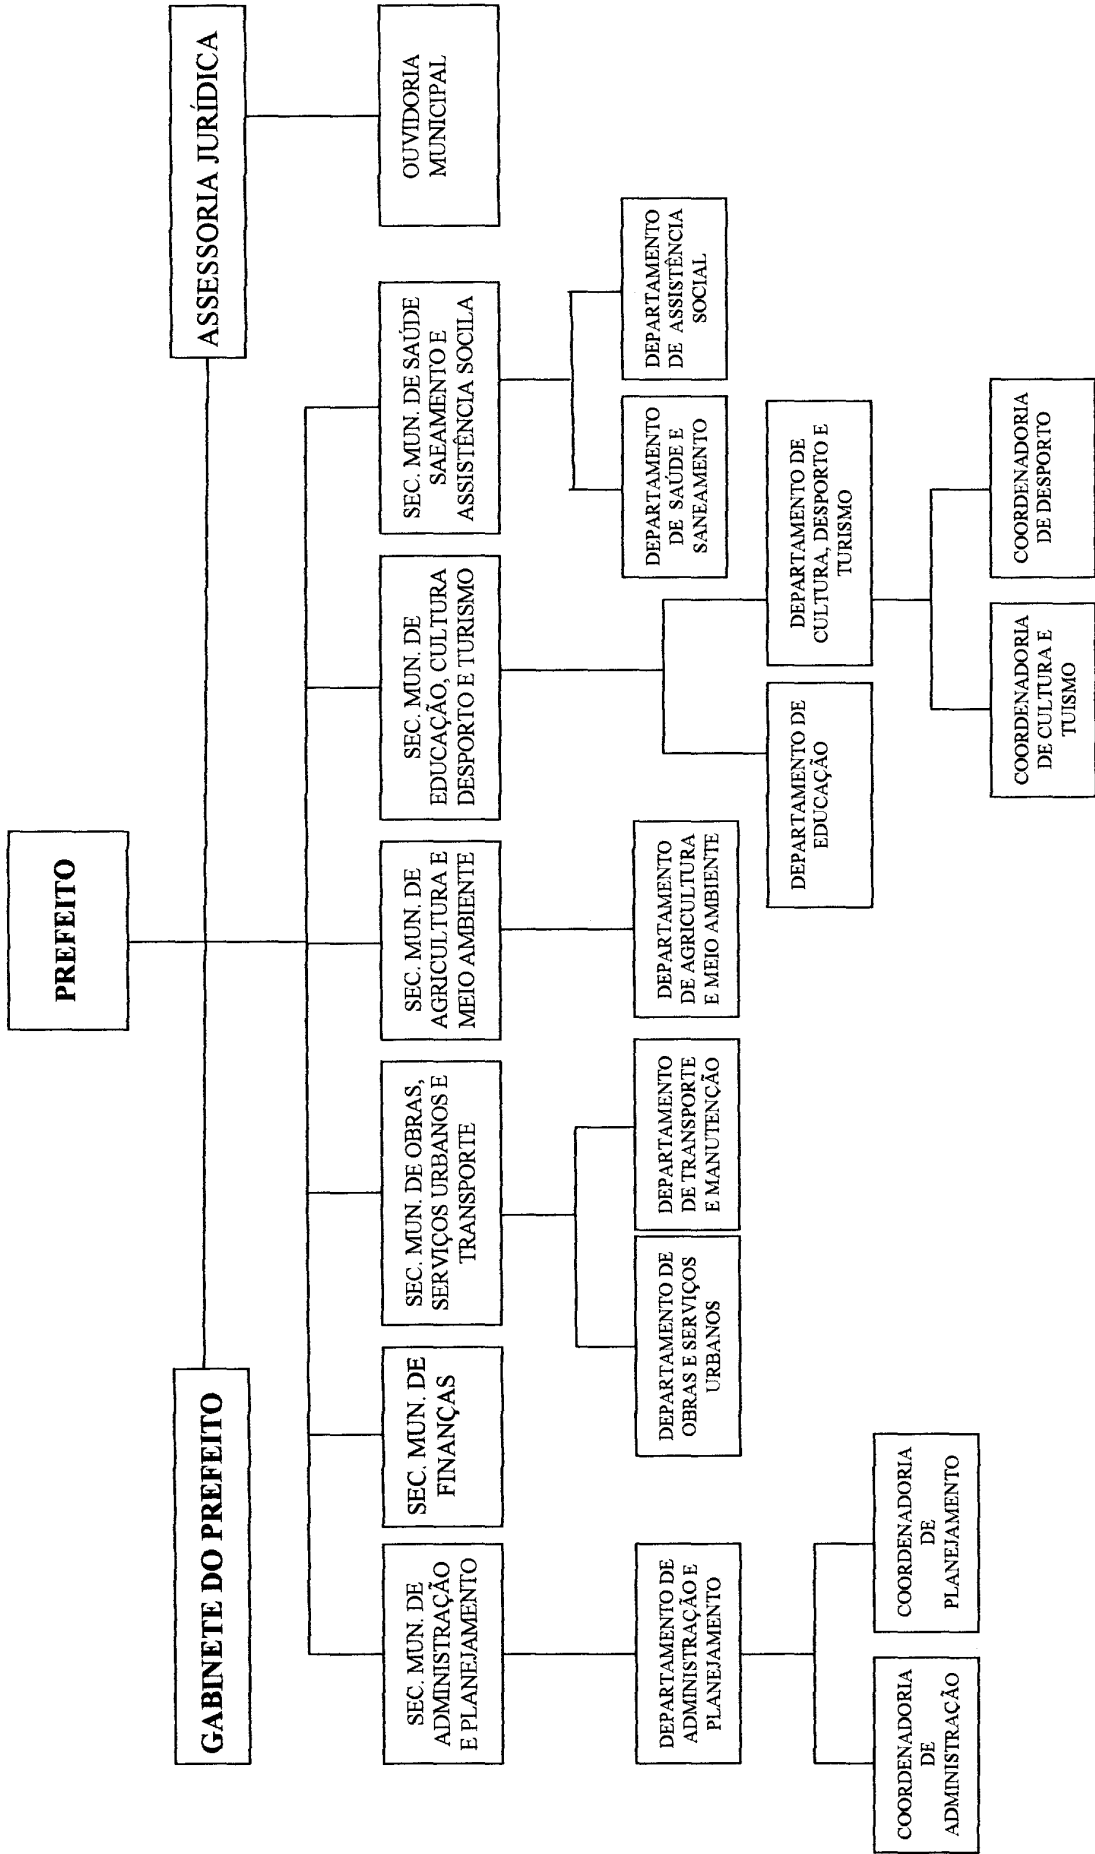 PREFEITO
GABINETE DO PREFEITO
ASSESSORIA JURÍDICA
SEC. MUN. DE
ADMINISTRAÇÃO
E PLANEJAMENTO
SEC. MUN. DE
FINANÇAS
SEC. MUN. DE OBRAS,
SERVIÇOS URBANOS E
TRANSPORTE
SEC. MUN. DE
AGRICULTURA E
MEIO AMBIENTE
SEC. MUN. DE
EDUCAÇÃO, CULTURA
DESPORTO E TURISMO
SEC. MUN. DE SAÚDE
SAEAMENTO E
ASSISTÊNCIA SOCILA
OUVIDORIA
MUNICIPAL
DEPARTAMENTO DE
ADMINISTRAÇÃO E
PLANEJAMENTO
DEPARTAMENTO DE
OBRAS E SERVIÇOS
URBANOS
DEPARTAMENTO
DE TRANSPORTE
E MANUTENÇÃO
DEPARTAMENTO
DE AGRICULTURA
E MEIO AMBIENTE
DEPARTAMENTO
DE SAÚDE E
SANEAMENTO
DEPARTAMENTO
DE ASSISTÊNCIA
SOCIAL
DEPARTAMENTO DE
EDUCAÇÃO
DEPARTAMENTO DE
CULTURA, DESPORTO E
TURISMO
COORDENADORIA
DE
ADMINISTRAÇÃO
COORDENADORIA
DE
PLANEJAMENTO
COORDENADORIA
DE CULTURA E
TUISMO
COORDENADORIA
DE DESPORTO